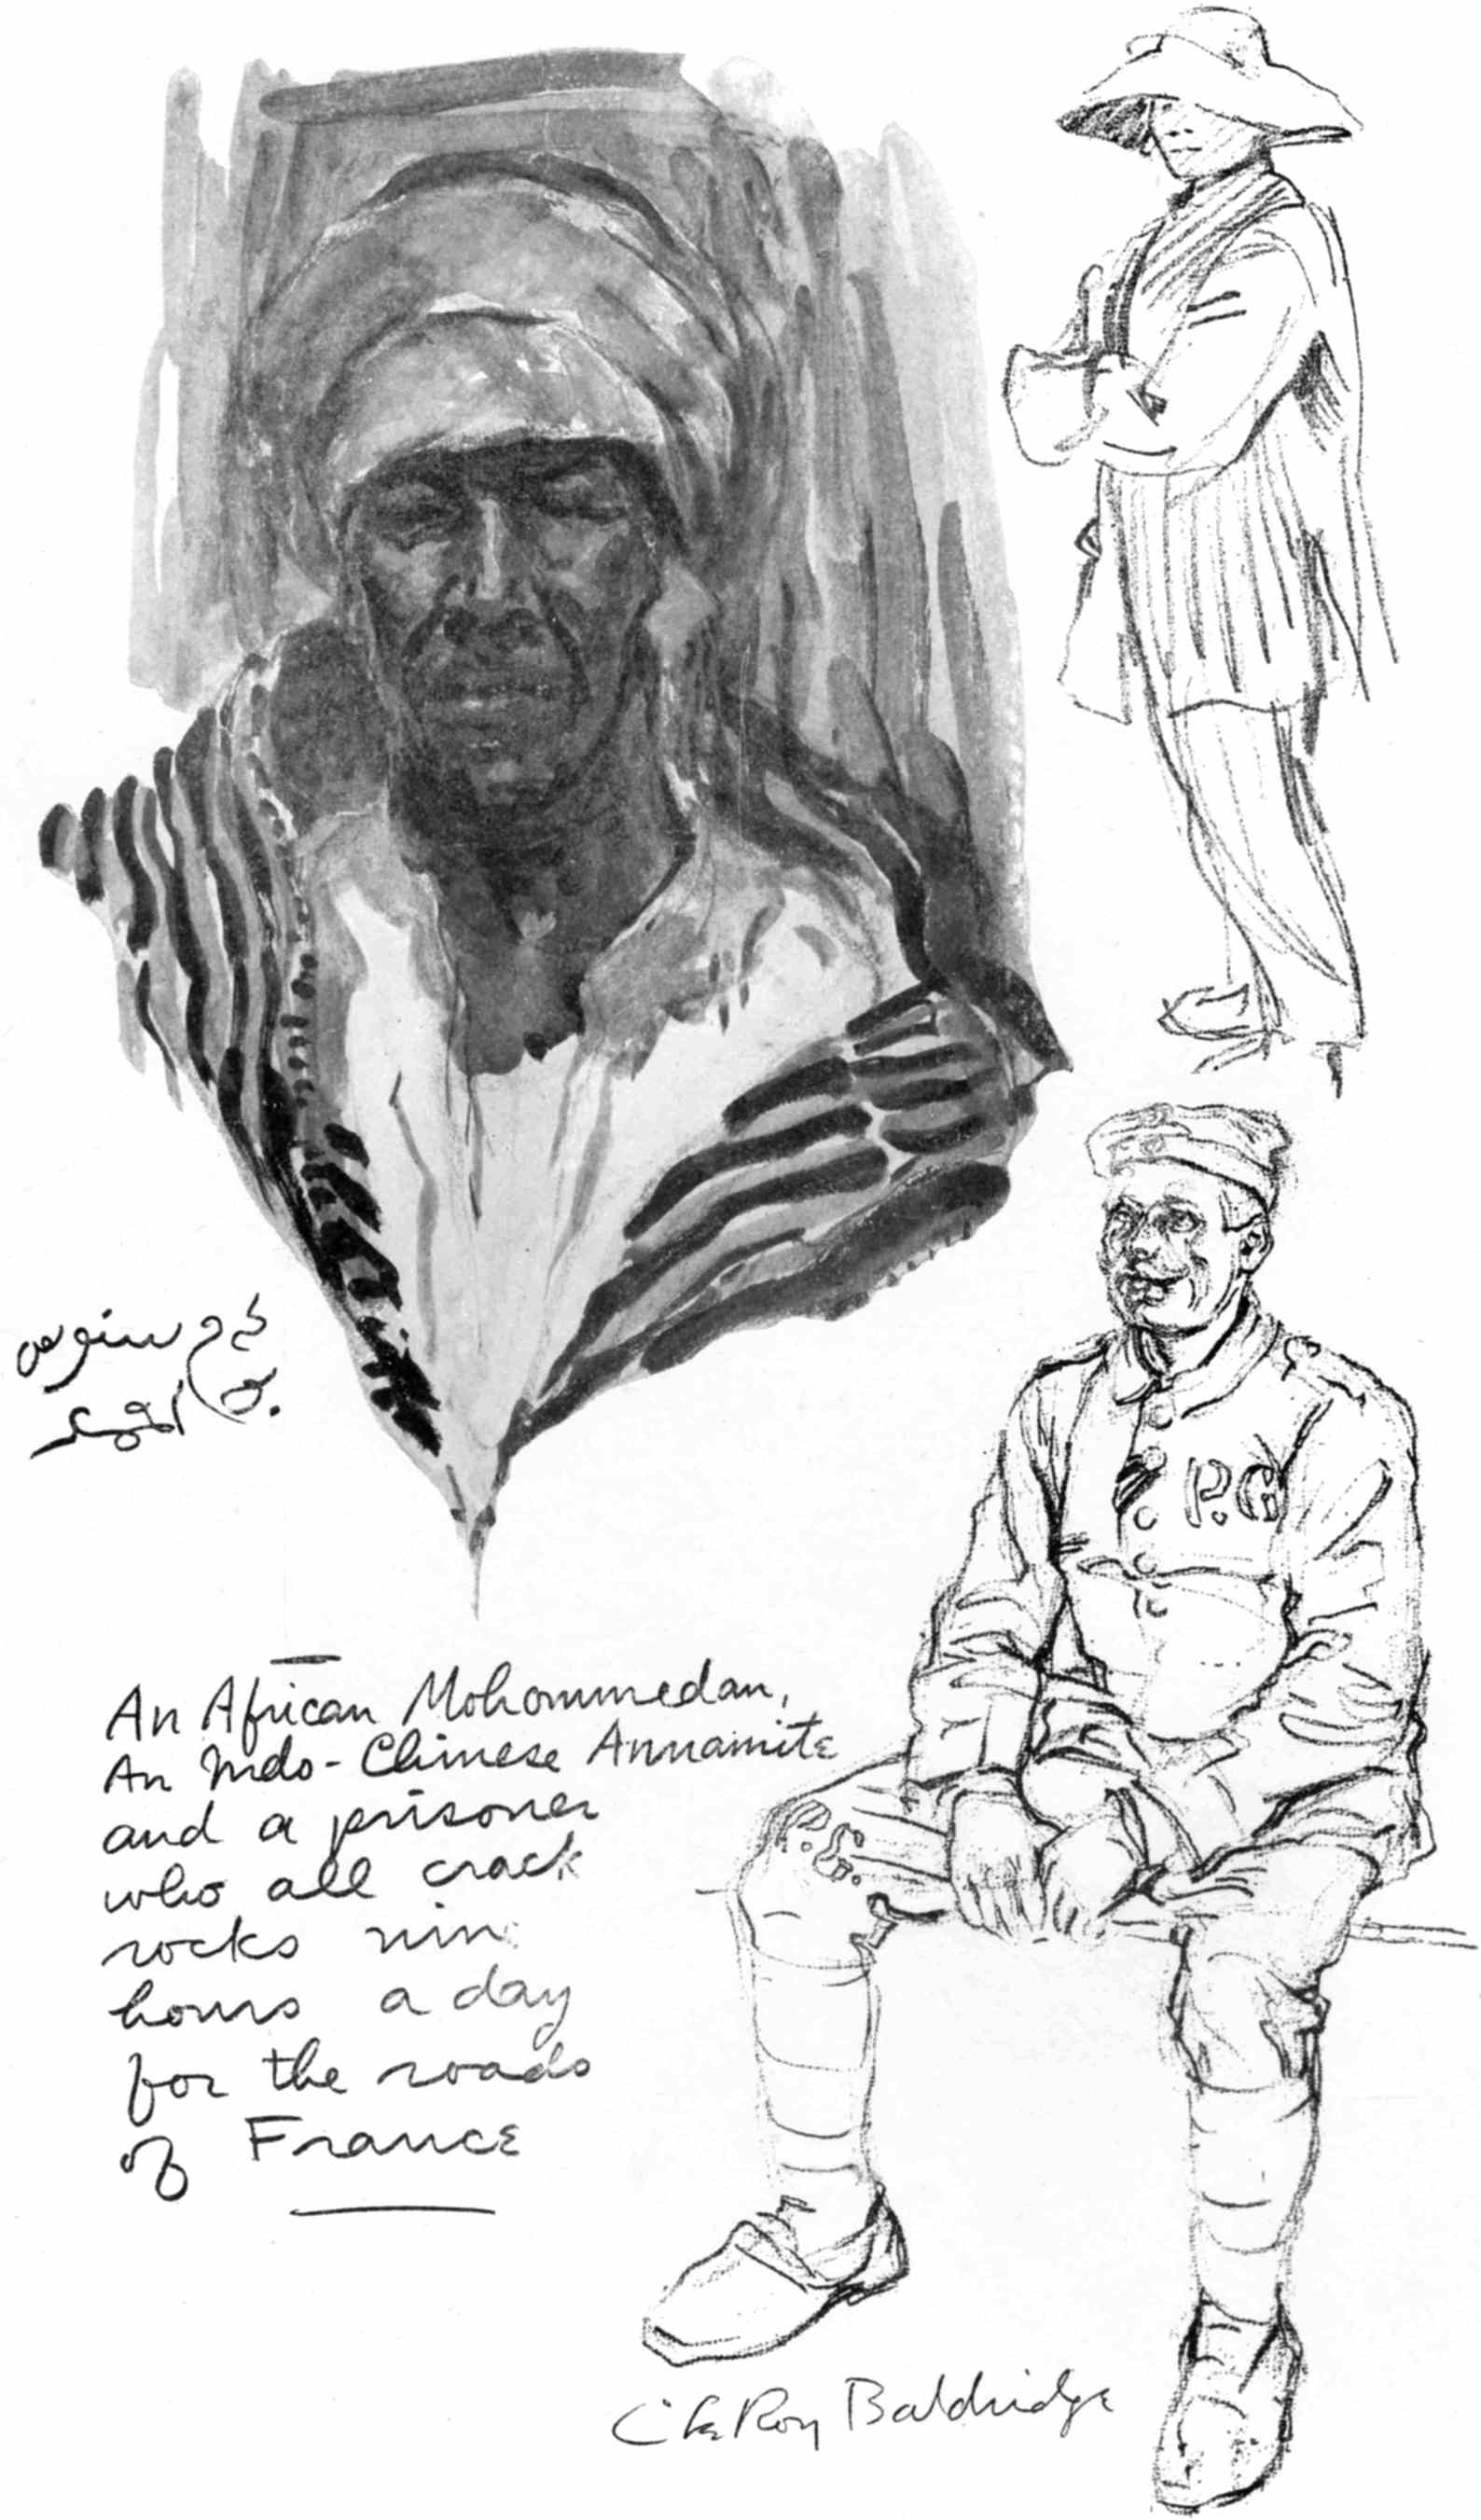 P.G
An African Mohommedan,
An Indo-Chinese Annamite
and a prisoner
who all crack
rocks nine
hours a day
for the roads
of France
C. LeRoy Baldridge